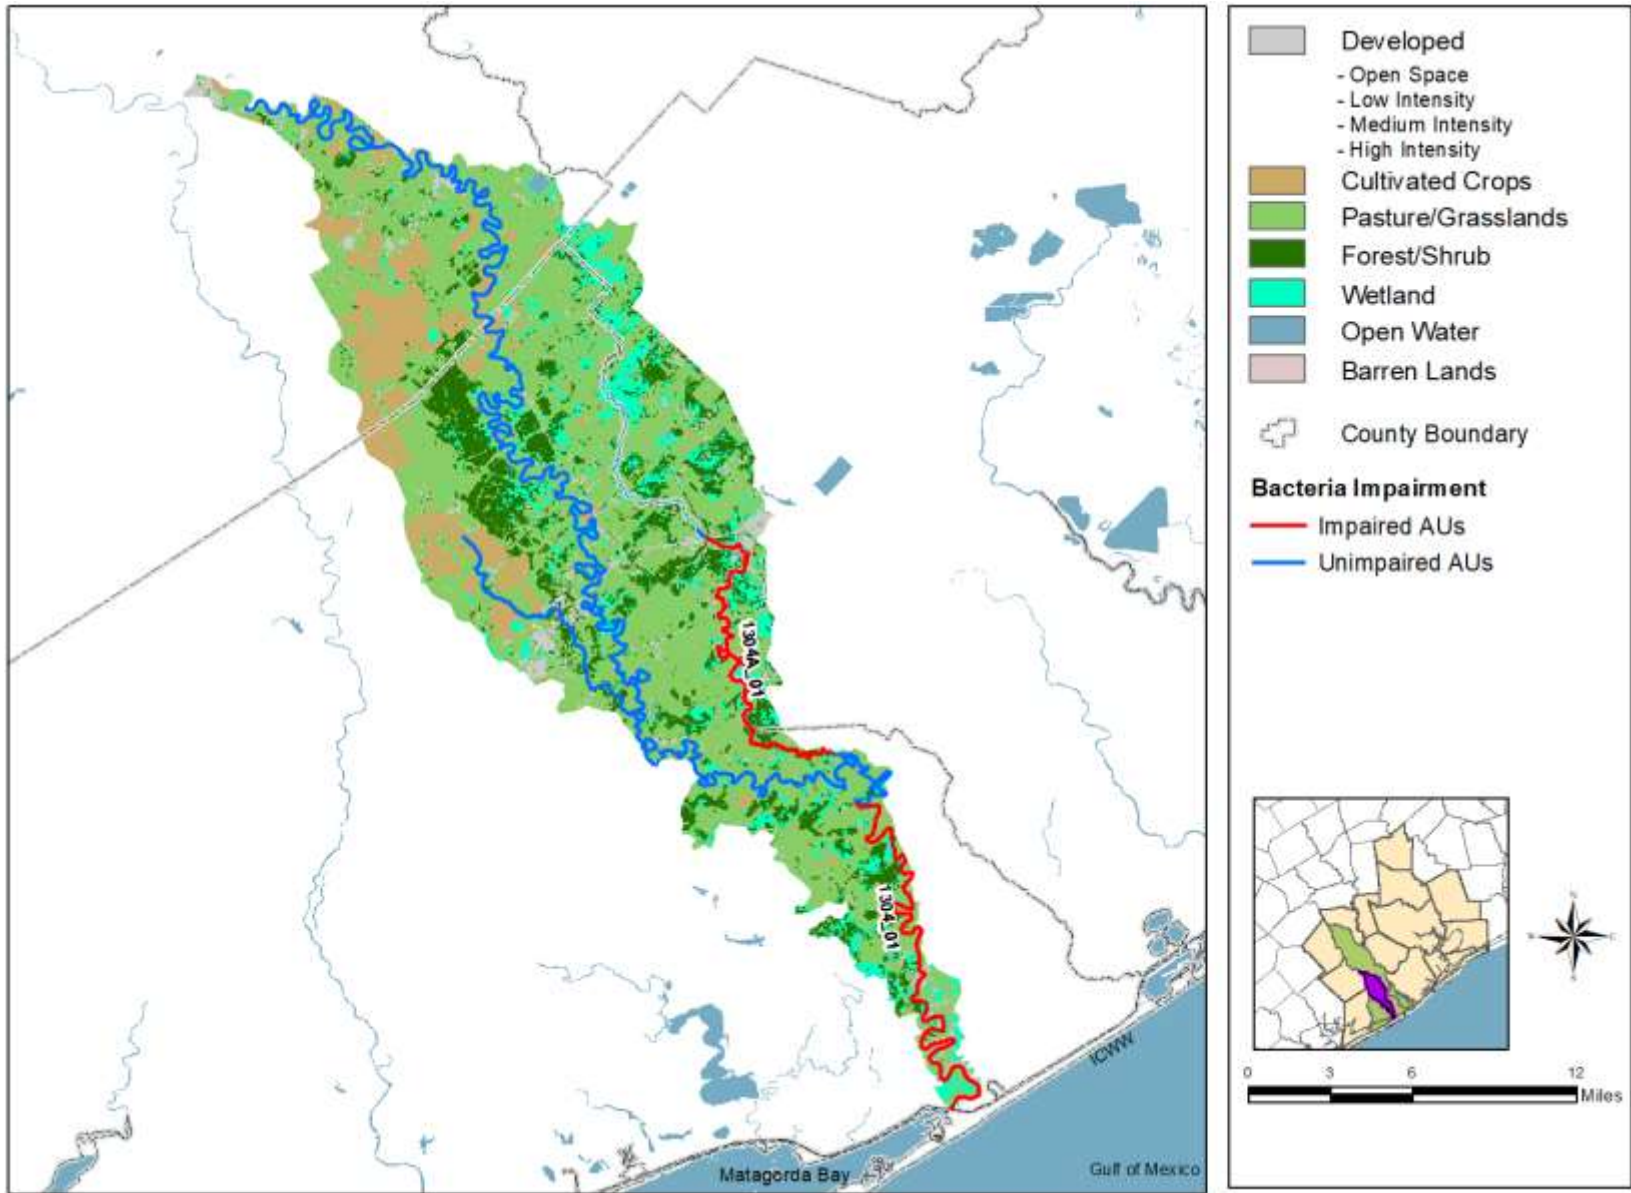 1304A_01
1304_01
ICWW
Matagorda Bay
Gulf of Mexico
Developed
- Open Space
- Low Intensity
- Medium Intensity
- High Intensity
Cultivated Crops
Pasture/Grasslands
Forest/Shrub
Wetland
Open Water
Barren Lands
County Boundary
Bacteria Impairment
Impaired AUs
Unimpaired AUs
N
0 3 6 12
Miles